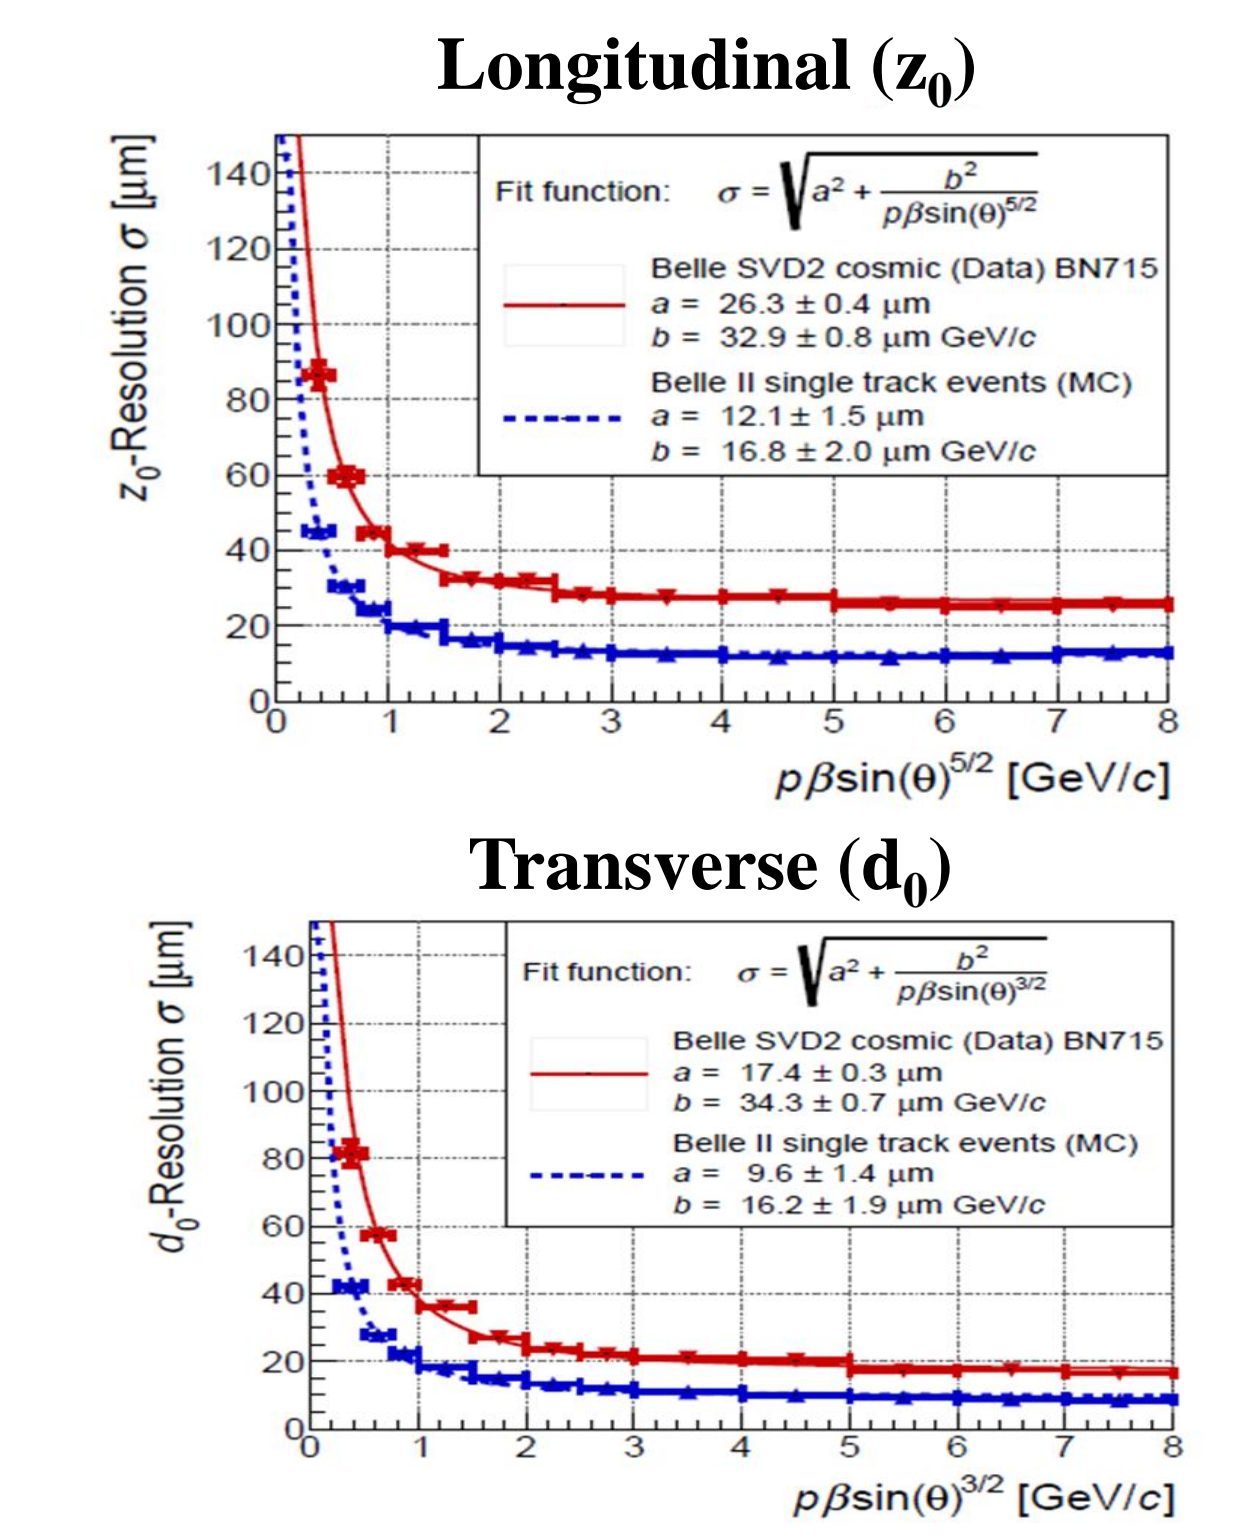 Longitudinal (z₀)
z₀-Resolution σ [μm]
140
120
100
80
60
40
20
0
Fit function: σ = √a² + b² / pβsin(θ)^5/2
Belle SVD2 cosmic (Data) BN715
a = 26.3 ± 0.4 μm
b = 32.9 ± 0.8 μm GeV/c
Belle II single track events (MC)
a = 12.1 ± 1.5 μm
b = 16.8 ± 2.0 μm GeV/c
0 1 2 3 4 5 6 7 8
pβsin(θ)^5/2 [GeV/c]
Transverse (d₀)
d₀-Resolution σ [μm]
140
120
100
80
60
40
20
0
Fit function: σ = √a² + b² / pβsin(θ)^3/2
Belle SVD2 cosmic (Data) BN715
a = 17.4 ± 0.3 μm
b = 34.3 ± 0.7 μm GeV/c
Belle II single track events (MC)
a = 9.6 ± 1.4 μm
b = 16.2 ± 1.9 μm GeV/c
0 1 2 3 4 5 6 7 8
pβsin(θ)^3/2 [GeV/c]